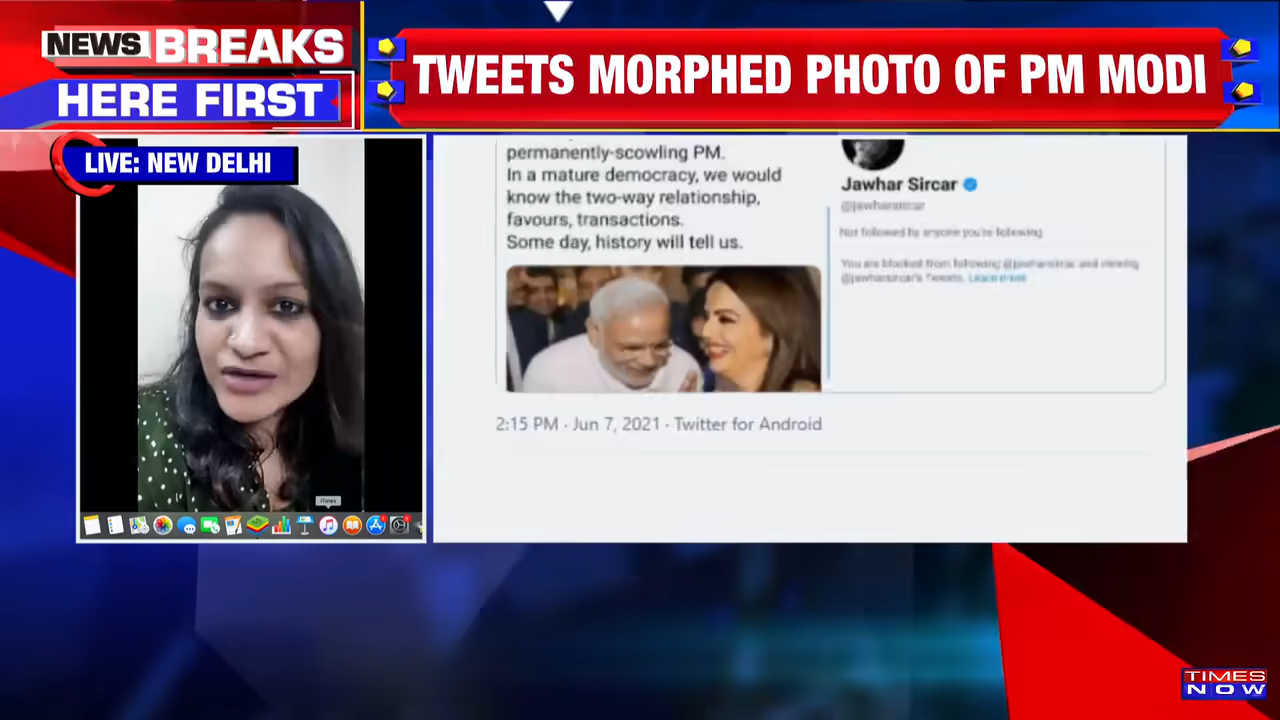 NEWS BREAKS
HERE FIRST
TWEETS MORPHED PHOTO OF PM MODI
LIVE: NEW DELHI
permanently-scowling PM.
In a mature democracy, we would
know the two-way relationship,
favours, transactions.
Some day, history will tell us.
2:15 PM · Jun 7, 2021 · Twitter for Android
Jawhar Sircar
@jawharsircar
Not followed by anyone you're following
You are blocked from following @jawharsircar and viewing
@jawharsircar's Tweets. Learn more
iTunes
TIMES
NOW